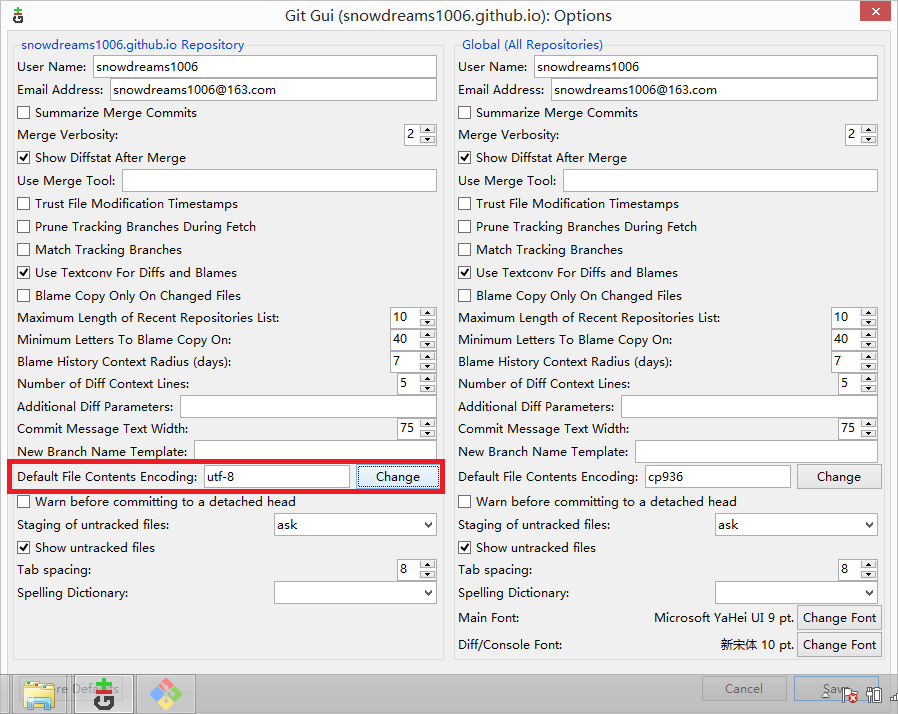 Git Gui (snowdreams1006.github.io): Options
snowdreams1006.github.io Repository
User Name: snowdreams1006
Email Address: snowdreams1006@163.com
Summarize Merge Commits
Merge Verbosity: 2
Show Diffstat After Merge
Use Merge Tool:
Trust File Modification Timestamps
Prune Tracking Branches During Fetch
Match Tracking Branches
Use Textconv For Diffs and Blames
Blame Copy Only On Changed Files
Maximum Length of Recent Repositories List: 10
Minimum Letters To Blame Copy On: 40
Blame History Context Radius (days): 7
Number of Diff Context Lines: 5
Additional Diff Parameters:
Commit Message Text Width: 75
New Branch Name Template:
Default File Contents Encoding: utf-8 Change
Warn before committing to a detached head
Staging of untracked files: ask
Show untracked files
Tab spacing: 8
Spelling Dictionary:
Global (All Repositories)
User Name: snowdreams1006
Email Address: snowdreams1006@163.com
Summarize Merge Commits
Merge Verbosity: 2
Show Diffstat After Merge
Use Merge Tool:
Trust File Modification Timestamps
Prune Tracking Branches During Fetch
Match Tracking Branches
Use Textconv For Diffs and Blames
Blame Copy Only On Changed Files
Maximum Length of Recent Repositories List: 10
Minimum Letters To Blame Copy On: 40
Blame History Context Radius (days): 7
Number of Diff Context Lines: 5
Additional Diff Parameters:
Commit Message Text Width: 75
New Branch Name Template:
Default File Contents Encoding: cp936 Change
Warn before committing to a detached head
Staging of untracked files: ask
Show untracked files
Tab spacing: 8
Spelling Dictionary:
Main Font: Microsoft YaHei UI 9 pt. Change Font
Diff/Console Font: 新宋体 10 pt. Change Font
Cancel